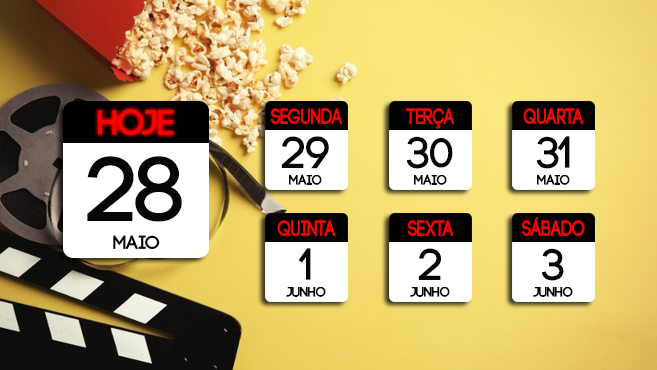 HOJE
28
MAIO
SEGUNDA
29
MAIO
TERÇA
30
MAIO
QUARTA
31
MAIO
QUINTA
1
JUNHO
SEXTA
2
JUNHO
SÁBADO
3
JUNHO